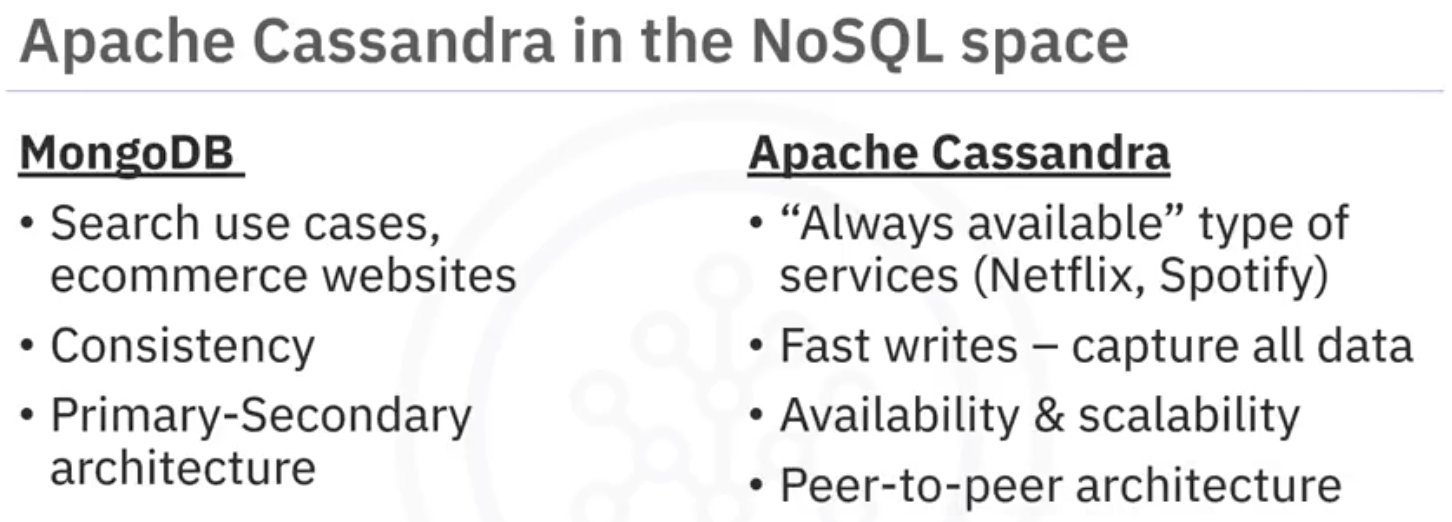 Apache Cassandra in the NoSQL space
MongoDB
• Search use cases,
ecommerce websites
• Consistency
• Primary-Secondary
architecture
Apache Cassandra
• “Always available” type of
services (Netflix, Spotify)
• Fast writes – capture all data
• Availability & scalability
• Peer-to-peer architecture